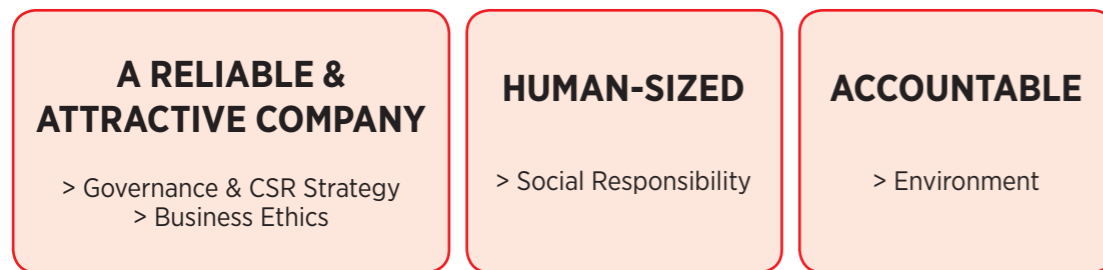 A RELIABLE &
ATTRACTIVE COMPANY
> Governance & CSR Strategy
> Business Ethics
HUMAN-SIZED
> Social Responsibility
ACCOUNTABLE
> Environment